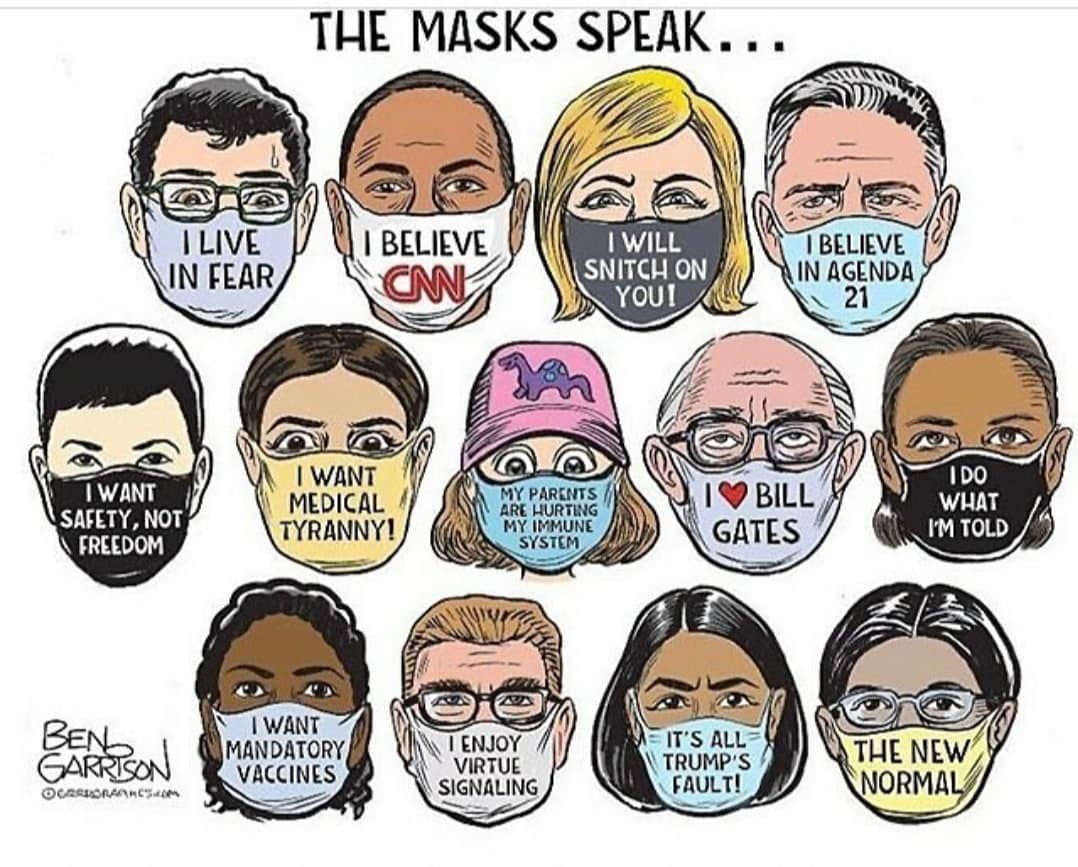 THE MASKS SPEAK...
I LIVE
IN FEAR
I BELIEVE
CNN
I WILL
SNITCH ON
YOU!
I BELIEVE
IN AGENDA
21
I WANT
SAFETY, NOT
FREEDOM
I WANT
MEDICAL
TYRANNY!
MY PARENTS
ARE HURTING
MY IMMUNE
SYSTEM
I ♥ BILL
GATES
I DO
WHAT
I'M TOLD
I WANT
MANDATORY
VACCINES
I ENJOY
VIRTUE
SIGNALING
IT'S ALL
TRUMP'S
FAULT!
THE NEW
NORMAL
BEN
GARRISON
©GRRRGRAPHICS.COM